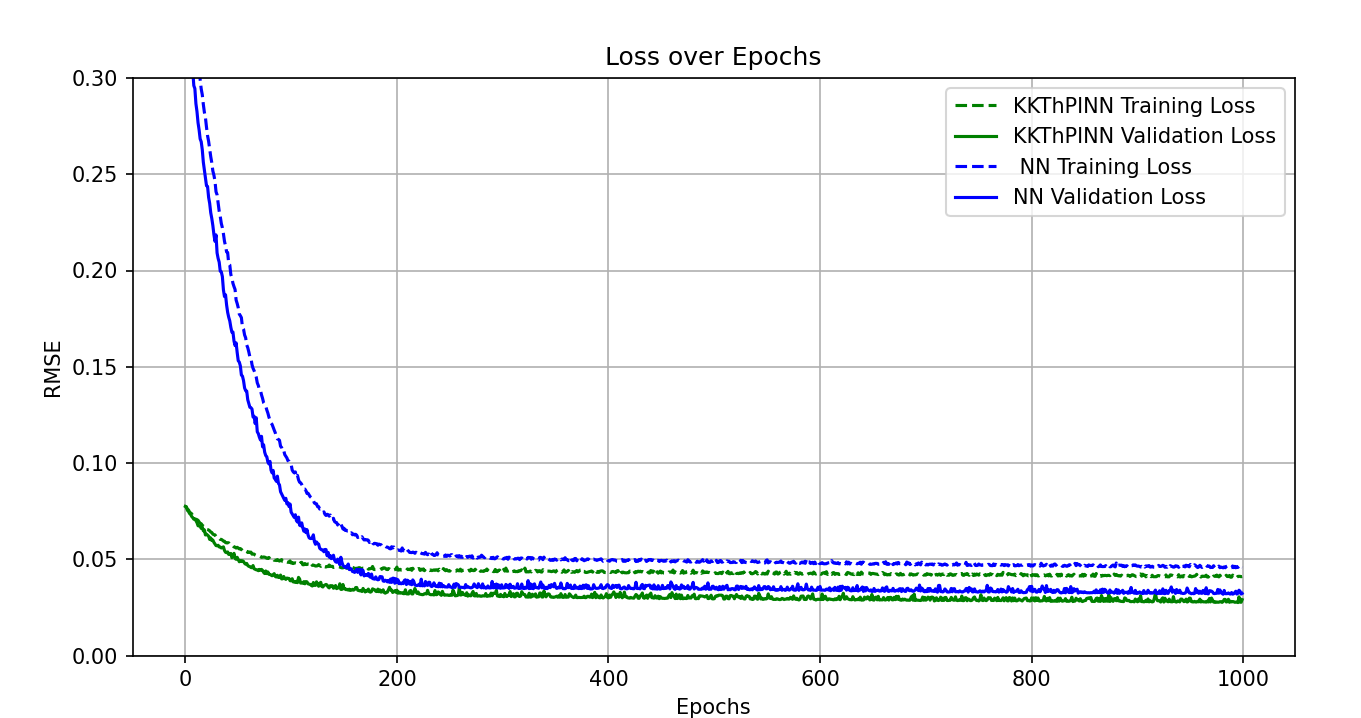 Loss over Epochs
0.30
0.25
0.20
0.15
0.10
0.05
0.00
RMSE
KKThPINN Training Loss
KKThPINN Validation Loss
NN Training Loss
NN Validation Loss
0 200 400 600 800 1000
Epochs